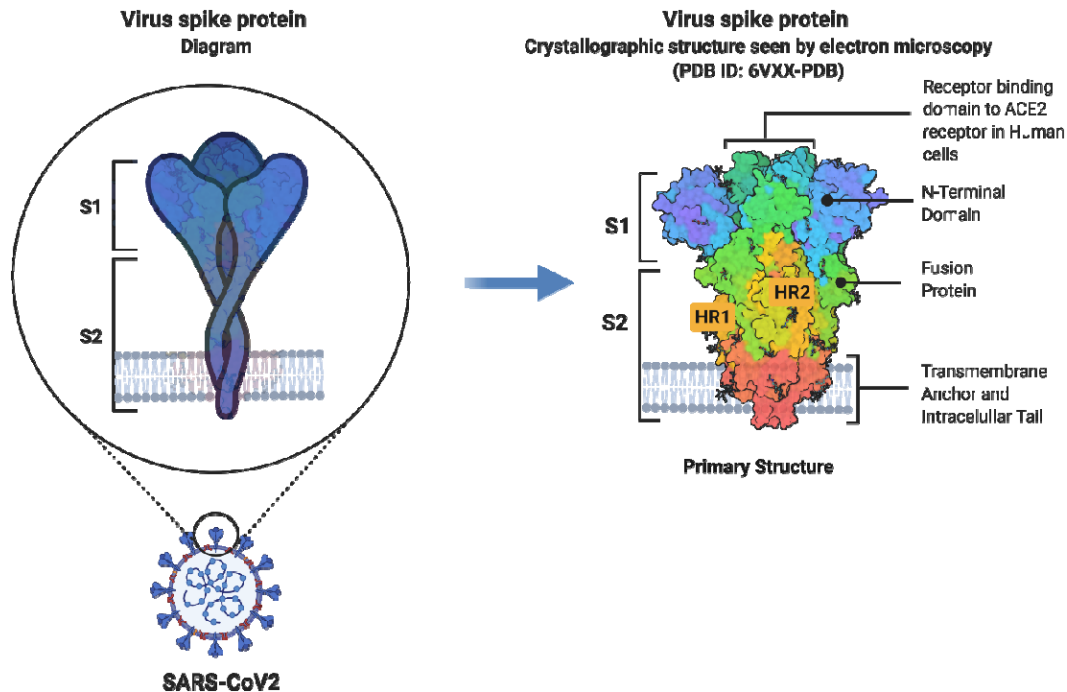 Virus spike protein
Diagram
S1
S2
SARS-CoV2
Virus spike protein
Crystallographic structure seen by electron microscopy
(PDB ID: 6VXX-PDB)
Receptor binding
domain to ACE2
receptor in Human
cells
S1
N-Terminal
Domain
Fusion
Protein
HR2
HR1
S2
Transmembrane
Anchor and
Intracelullar Tail
Primary Structure